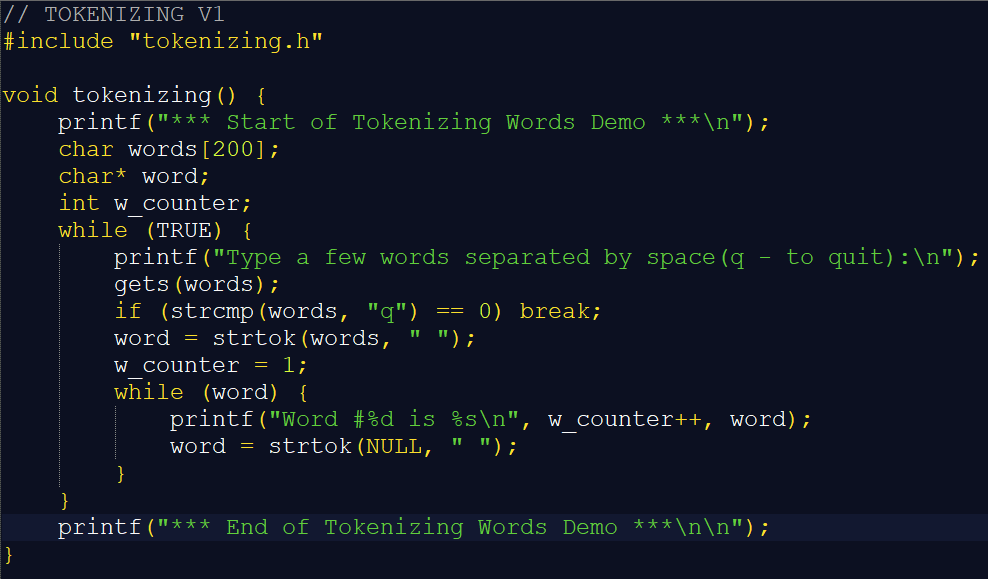 // TOKENIZING V1
#include "tokenizing.h"

void tokenizing() {
    printf("*** Start of Tokenizing Words Demo ***\n");
    char words[200];
    char* word;
    int w_counter;
    while (TRUE) {
        printf("Type a few words separated by space(q - to quit):\n");
        gets(words);
        if (strcmp(words, "q") == 0) break;
        word = strtok(words, " ");
        w_counter = 1;
        while (word) {
            printf("Word #%d is %s\n", w_counter++, word);
            word = strtok(NULL, " ");
        }
    }
    printf("*** End of Tokenizing Words Demo ***\n\n");
}